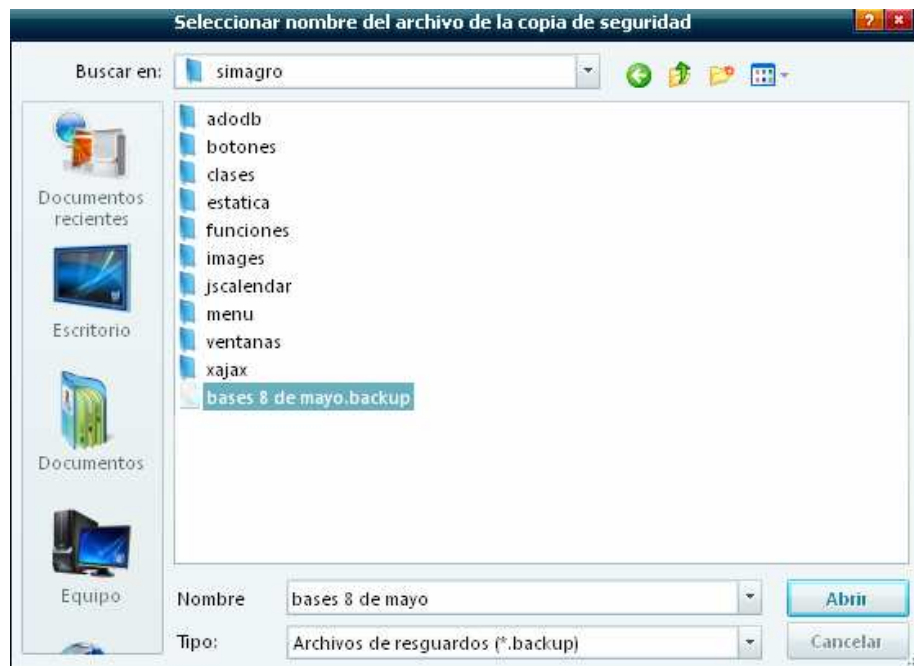 Seleccionar nombre del archivo de la copia de seguridad
Buscar en:
simagro
Documentos
recientes
Escritorio
Documentos
Equipo
adodb
botones
clases
estatica
funciones
images
jscalendar
menu
ventanas
xajax
bases 8 de mayo.backup
Nombre
bases 8 de mayo
Abrir
Tipo:
Archivos de resguardos (*.backup)
Cancelar